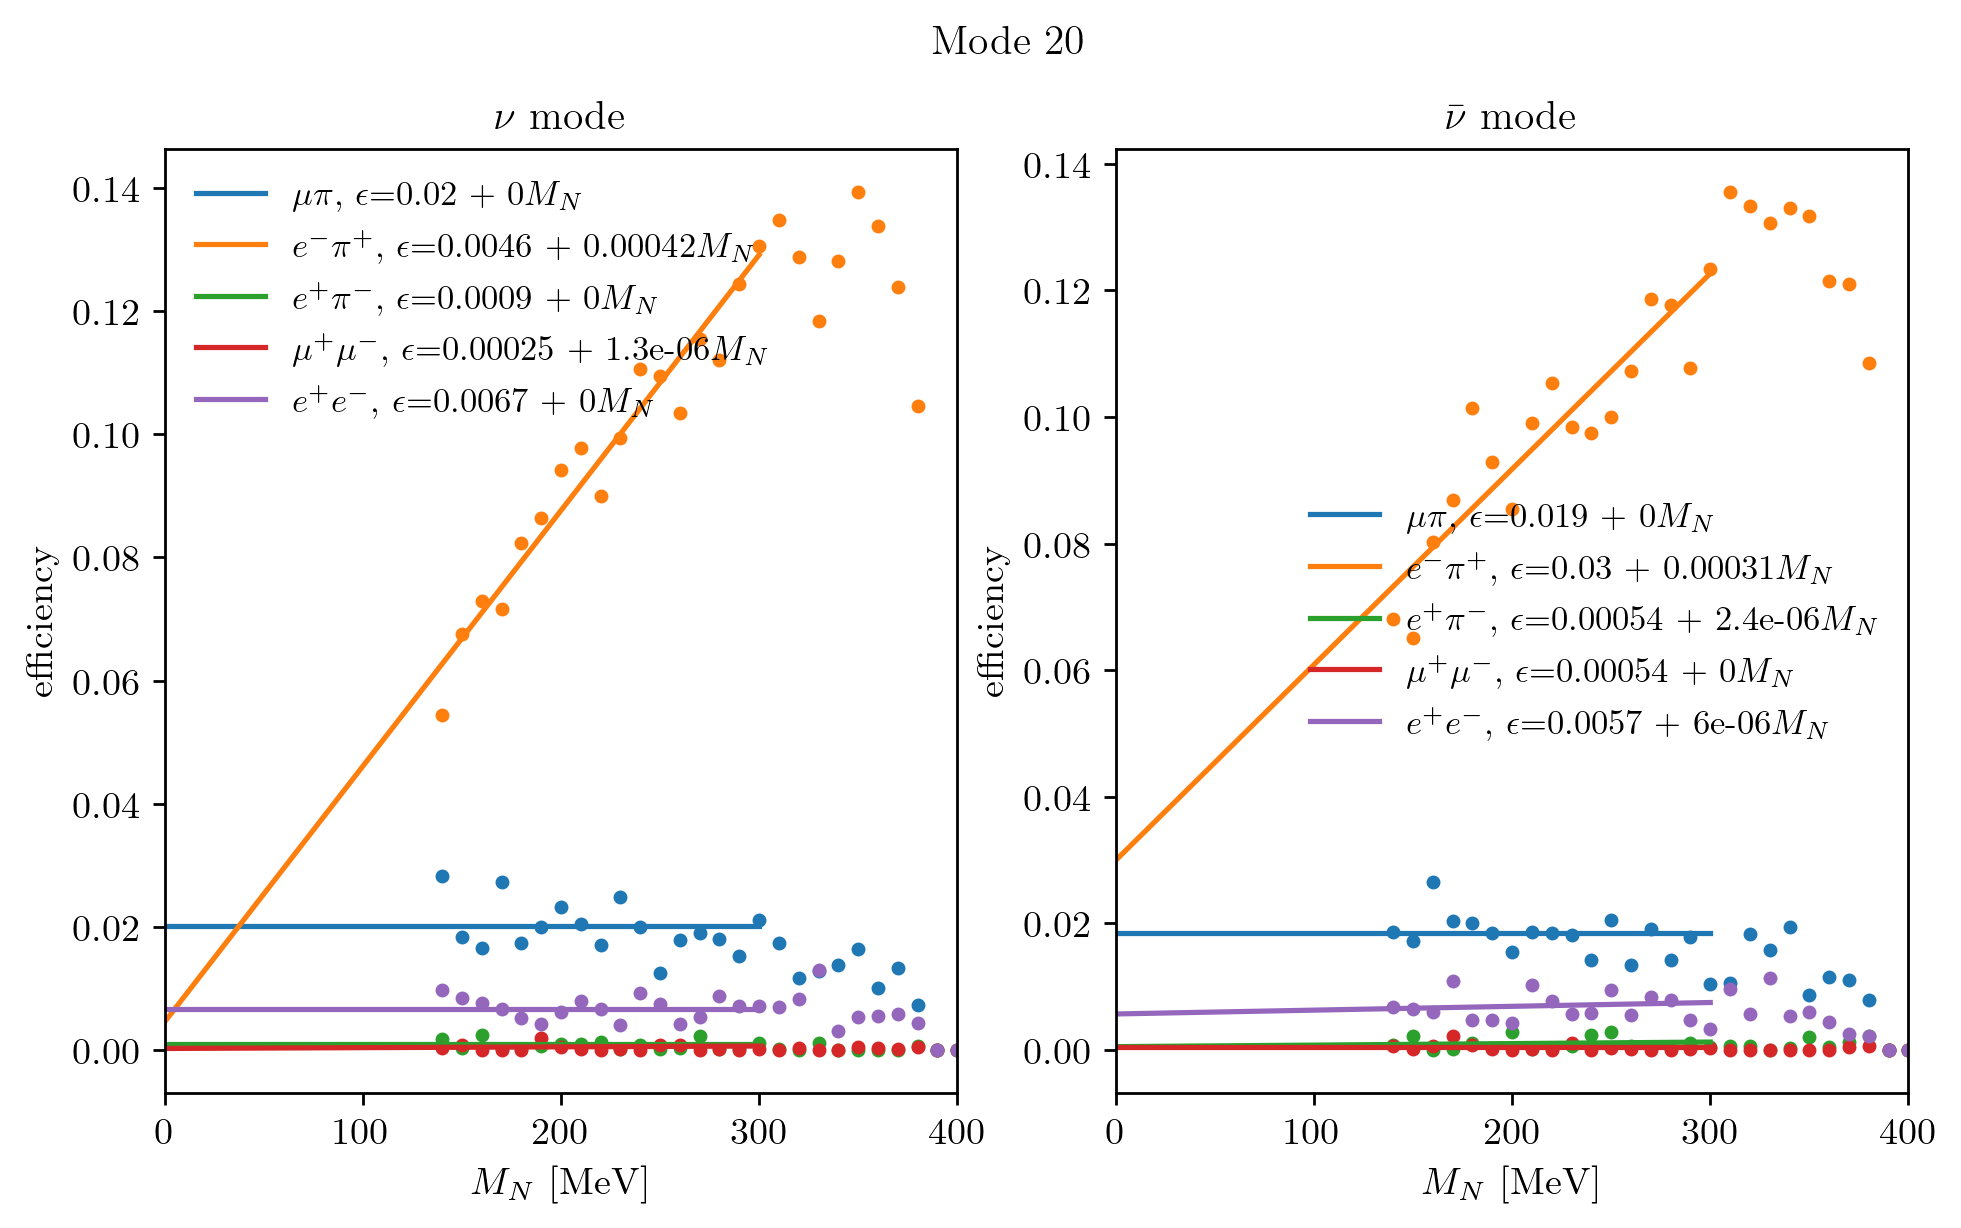 Mode 20
ν mode
0.14
0.12
0.10
0.08
0.06
0.04
0.02
0.00
efficiency
μπ, ϵ=0.02 + 0M_N
e⁻π⁺, ϵ=0.0046 + 0.00042M_N
e⁺π⁻, ϵ=0.0009 + 0M_N
μ⁺μ⁻, ϵ=0.00025 + 1.3e-06M_N
e⁺e⁻, ϵ=0.0067 + 0M_N
0 100 200 300 400
M_N [MeV]
ν̄ mode
0.14
0.12
0.10
0.08
0.06
0.04
0.02
0.00
efficiency
μπ, ϵ=0.019 + 0M_N
e⁻π⁺, ϵ=0.03 + 0.00031M_N
e⁺π⁻, ϵ=0.00054 + 2.4e-06M_N
μ⁺μ⁻, ϵ=0.00054 + 0M_N
e⁺e⁻, ϵ=0.0057 + 6e-06M_N
0 100 200 300 400
M_N [MeV]